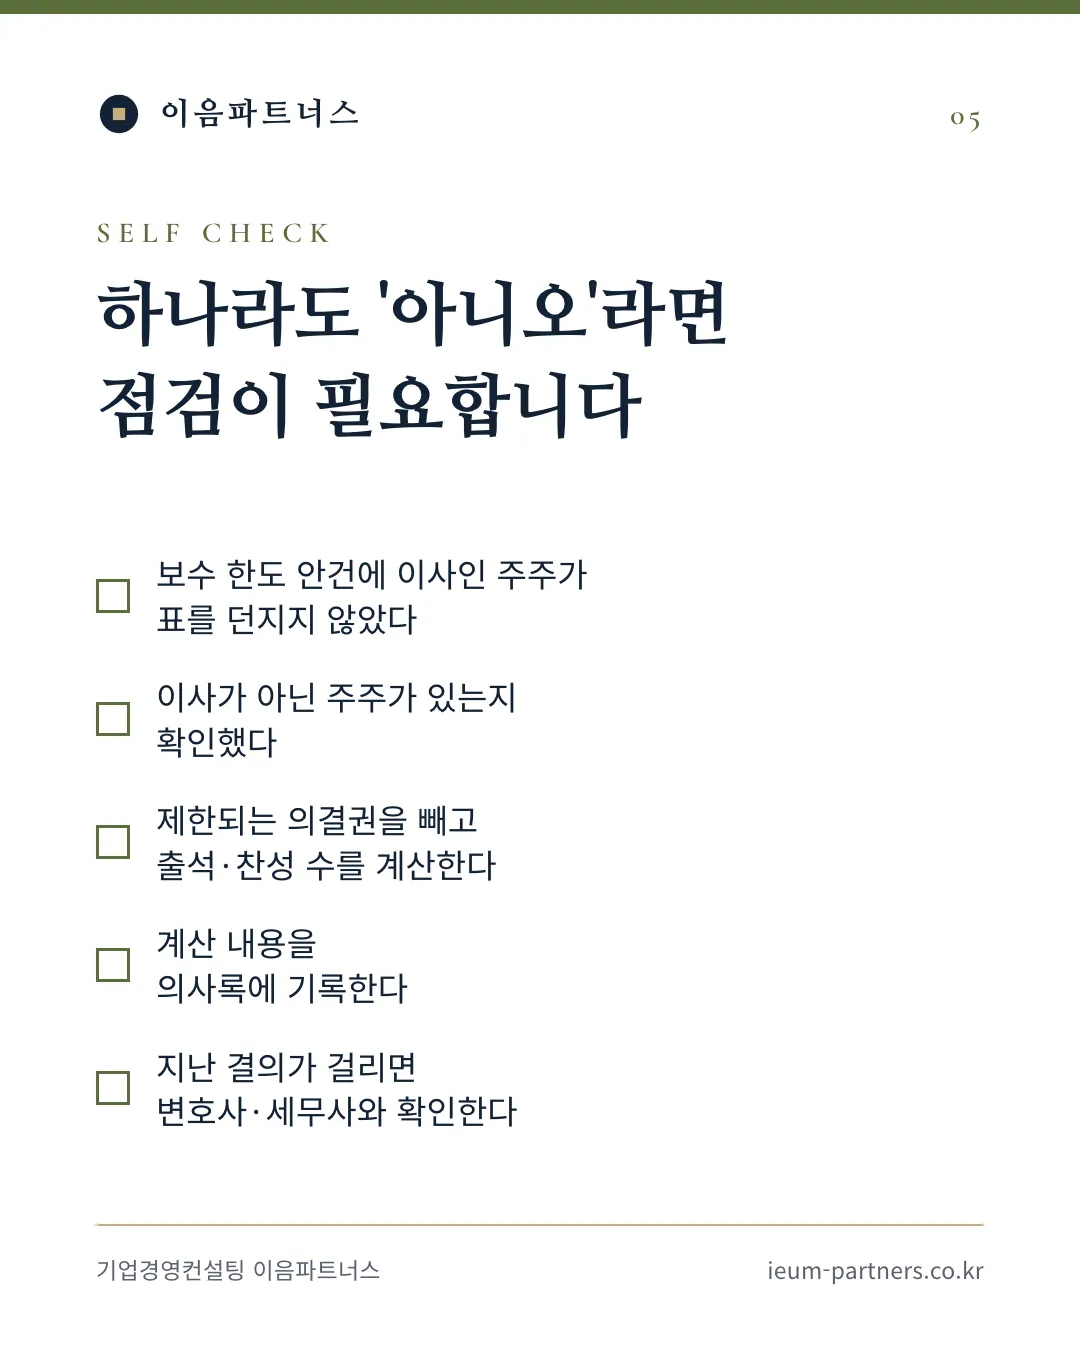 이음파트너스
05
SELF CHECK
하나라도 '아니오'라면
점검이 필요합니다
보수 한도 안건에 이사인 주주가
표를 던지지 않았다
이사가 아닌 주주가 있는지
확인했다
제한되는 의결권을 빼고
출석·찬성 수를 계산한다
계산 내용을
의사록에 기록한다
지난 결의가 걸리면
변호사·세무사와 확인한다
기업경영컨설팅 이음파트너스
ieum-partners.co.kr